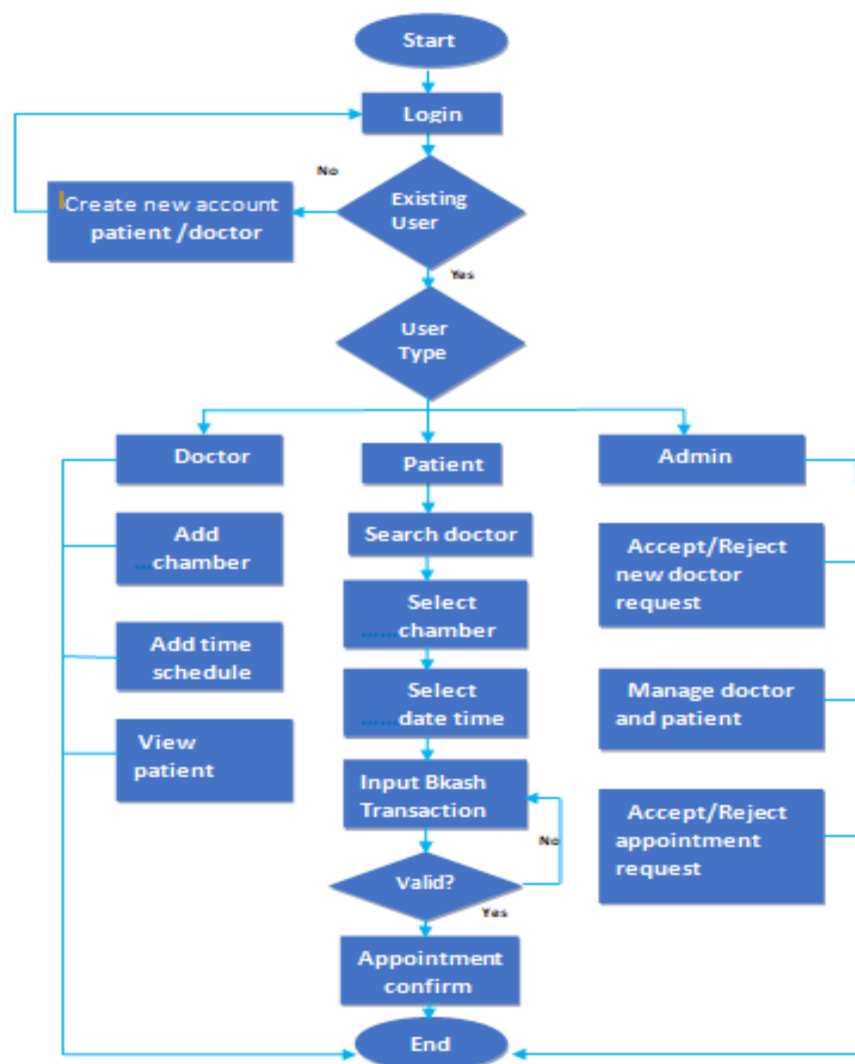 Start
Login
No
Create new account
patient /doctor
Existing
User
Yes
User
Type
Doctor
Patient
Admin
Add
...chamber
Search doctor
Accept/Reject
new doctor
request
Select
......chamber
Add time
schedule
Select
......date time
Manage doctor
and patient
View
patient
Input Bkash
Transaction
Accept/Reject
appointment
request
No
Valid?
Yes
Appointment
confirm
End